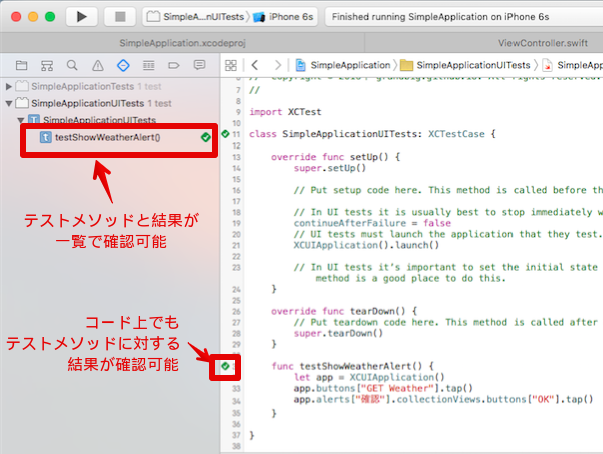 SimpleA...nUITests
iPhone 6s
Finished running SimpleApplication on iPhone 6s
SimpleApplication.xcodeproj
ViewController.swift
SimpleApplication
SimpleApplicationUITests
SimpleApplicationTests 1 test
SimpleApplicationUITests 1 test
SimpleApplicationUITests
testShowWeatherAlert()
テストメソッドと結果が
一覧で確認可能
コード上でも
テストメソッドに対する
結果が確認可能
7 //
8
9 import XCTest
10
11 class SimpleApplicationUITests: XCTestCase {
12
13 override func setUp() {
14 super.setUp()
15
16 // Put setup code here. This method is called before th
17
18 // In UI tests it is usually best to stop immediately w
19 continueAfterFailure = false
20 // UI tests must launch the application that they test.
21 XCUIApplication().launch()
22
23 // In UI tests it's important to set the initial state
method is a good place to do this.
24 }
25
26 override func tearDown() {
27 // Put teardown code here. This method is called after
28 super.tearDown()
29 }
30
func testShowWeatherAlert() {
32 let app = XCUIApplication()
33 app.buttons["GET Weather"].tap()
34 app.alerts["確認"].collectionViews.buttons["OK"].tap()
35 }
36
37 }
38